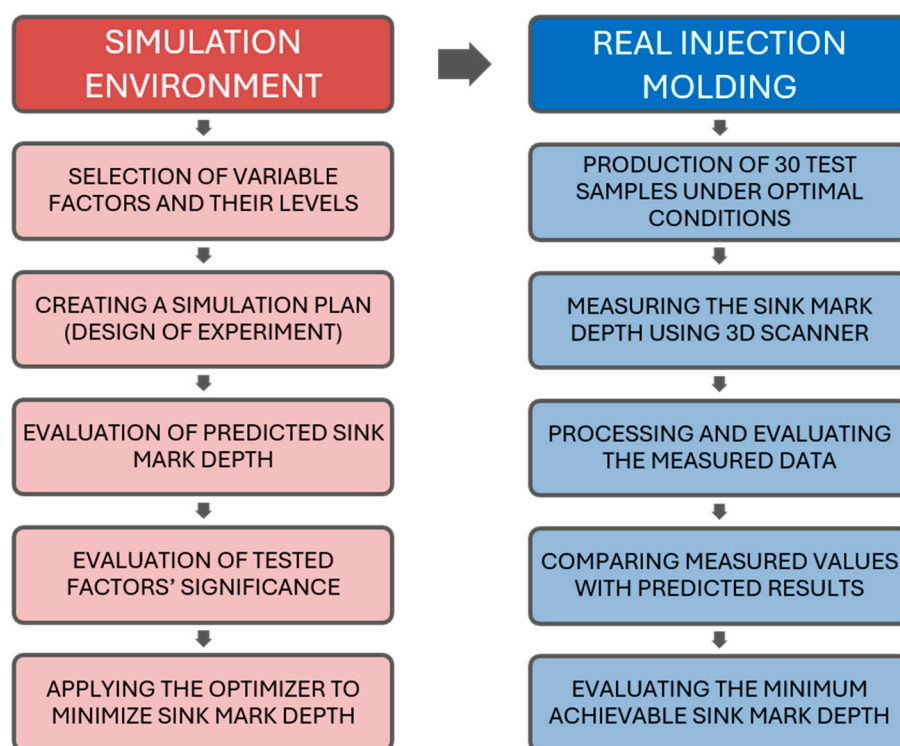 SIMULATION
ENVIRONMENT
SELECTION OF VARIABLE
FACTORS AND THEIR LEVELS
CREATING A SIMULATION PLAN
(DESIGN OF EXPERIMENT)
EVALUATION OF PREDICTED SINK
MARK DEPTH
EVALUATION OF TESTED
FACTORS’ SIGNIFICANCE
APPLYING THE OPTIMIZER TO
MINIMIZE SINK MARK DEPTH
REAL INJECTION
MOLDING
PRODUCTION OF 30 TEST
SAMPLES UNDER OPTIMAL
CONDITIONS
MEASURING THE SINK MARK
DEPTH USING 3D SCANNER
PROCESSING AND EVALUATING
THE MEASURED DATA
COMPARING MEASURED VALUES
WITH PREDICTED RESULTS
EVALUATING THE MINIMUM
ACHIEVABLE SINK MARK DEPTH